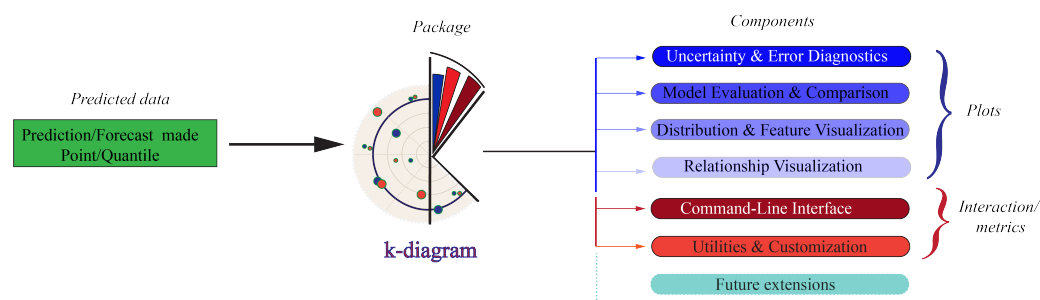 Predicted data
Prediction/Forecast made
Point/Quantile
Package
k-diagram
Components
Uncertainty & Error Diagnostics
Model Evaluation & Comparison
Distribution & Feature Visualization
Relationship Visualization
Plots
Command-Line Interface
Utilities & Customization
Interaction/
metrics
Future extensions